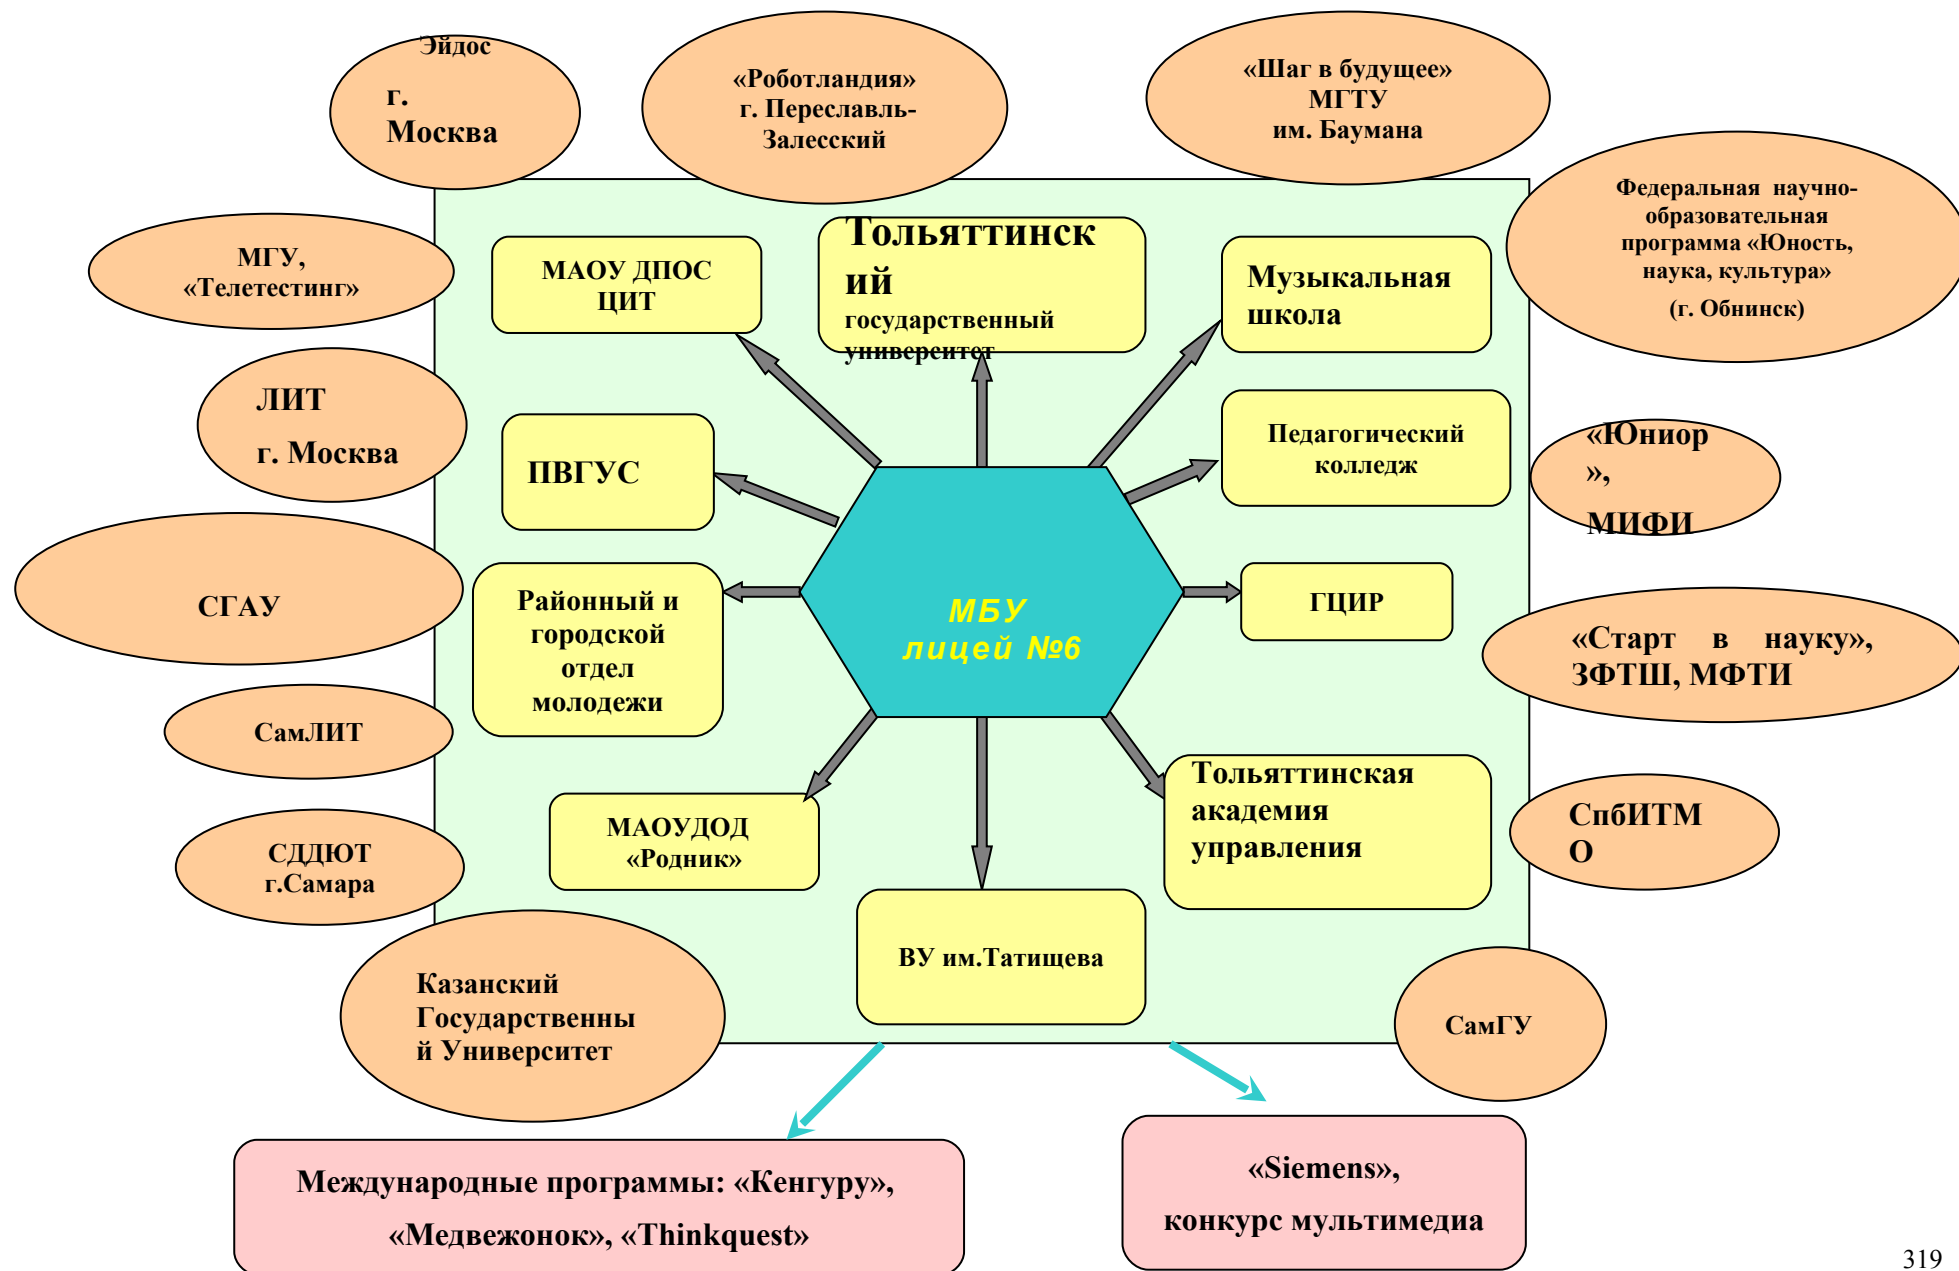 Эйдос
г.
Москва
«Роботландия»
г. Переславль-
Залесский
«Шаг в будущее»
МГТУ
им. Баумана
Федеральная научно-
образовательная
программа «Юность,
наука, культура»
(г. Обнинск)
МГУ,
«Телетестинг»
МАОУ ДПОС
ЦИТ
Тольяттинск
ий
государственный
университет
Музыкальная
школа
ЛИТ
г. Москва
ПВГУС
Педагогический
колледж
«Юниор
»,
МИФИ
СГАУ
Районный и
городской
отдел
молодежи
МБУ
лицей №6
ГЦИР
«Старт в науку»,
ЗФТШ, МФТИ
СамЛИТ
СДДЮТ
г.Самара
МАОУДОД
«Родник»
Тольяттинская
академия
управления
СпбИТМ
О
Казанский
Государственны
й Университет
ВУ им.Татищева
СамГУ
Международные программы: «Кенгуру»,
«Медвежонок», «Thinkquest»
«Siemens»,
конкурс мультимедиа
319